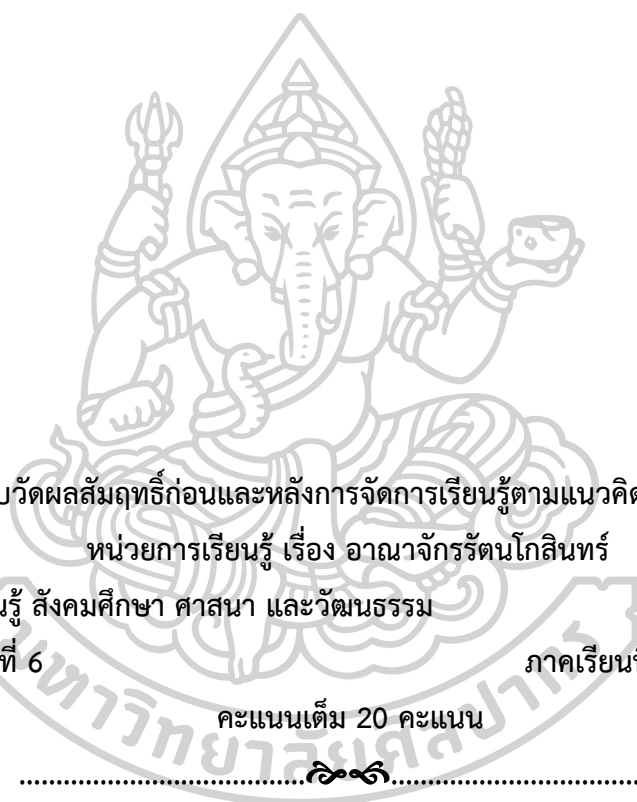 วัดผลสัมฤทธิ์ก่อนและหลังการจัดการเรียนรู้ตามแนวคิด
หน่วยการเรียนรู้ เรื่อง อาณาจักรรัตนโกสินทร์
สังคมศึกษา ศาสนา และวัฒนธรรม
ที่ 6 ภาคเรียน
คะแนนเต็ม 20 คะแนน